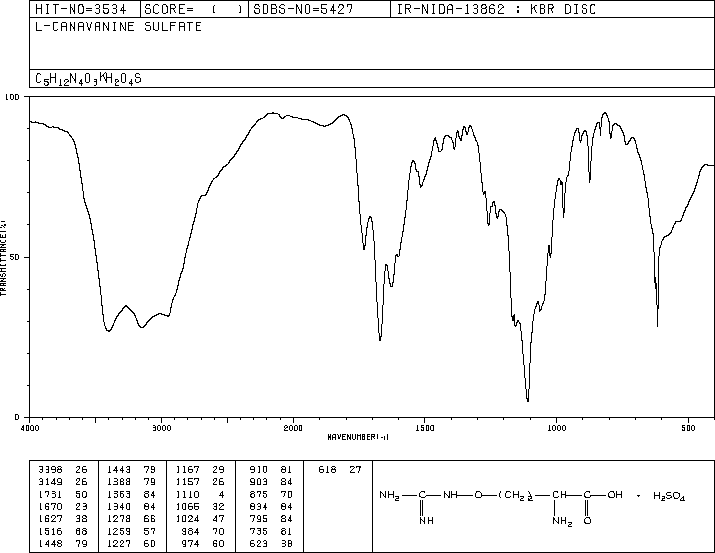 HIT-NO=3534 SCORE= ( ) SDBS-NO=5427 IR-NIDA-13862 : KBR DISC
L-CANAVANINE SULFATE
C5H12N4O3·H2O4S
100
50
0
TRANSMITTANCE(%)
4000 3000 2000 1500 1000 500
WAVENUMBER(-1)
3398 26 1443 79 1167 29 910 81 618 27
3149 26 1388 79 1157 26 903 84
1731 50 1363 84 1110 4 875 70
1670 23 1340 84 1066 32 834 84
1627 38 1278 66 1024 47 795 84
1516 68 1259 57 984 70 735 81
1448 79 1227 60 974 60 623 38
NH2 C NH O (CH2)2 CH C OH · H2SO4
NH NH2 O